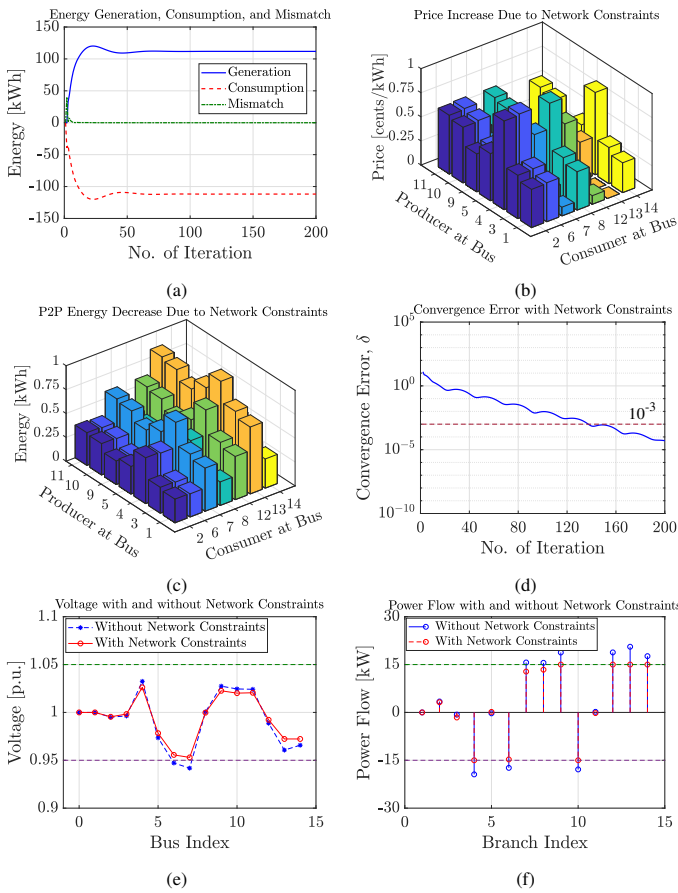 Energy Generation, Consumption, and Mismatch
Energy [kWh]
150
100
50
0
-50
-100
-150
Generation
Consumption
Mismatch
0 50 100 150 200
No. of Iteration
(a)
Price Increase Due to Network Constraints
Price [cents/kWh]
1
0.75
0.5
0.25
0
11 10 9 5 4 3 1
Producer at Bus
2 6 7 8 12 13 14
Consumer at Bus
(b)
P2P Energy Decrease Due to Network Constraints
Energy [kWh]
1
0.75
0.5
0.25
0
11 10 9 5 4 3 1
Producer at Bus
2 6 7 8 12 13 14
Consumer at Bus
(c)
Convergence Error with Network Constraints
Convergence Error, δ
10^5
10^0
10^-5
10^-10
10^-3
0 40 80 120 160 200
No. of Iteration
(d)
Voltage with and without Network Constraints
Voltage [p.u.]
1.1
1.05
1
0.95
0.9
Without Network Constraints
With Network Constraints
0 5 10 15
Bus Index
(e)
Power Flow with and without Network Constraints
Power Flow [kW]
30
15
0
-15
-30
Without Network Constraints
With Network Constraints
0 5 10 15
Branch Index
(f)